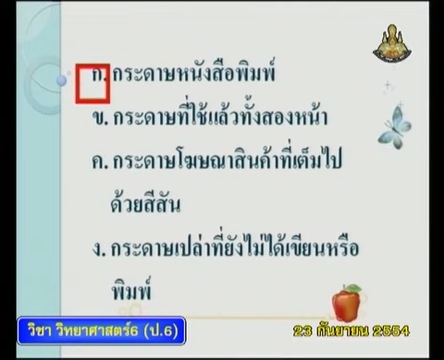 ก. กระดาษหนังสือพิมพ์
ข. กระดาษที่ใช้แล้วทั้งสองหน้า
ค. กระดาษโฆษณาสินค้าที่เต็มไป
ด้วยสีสัน
ง. กระดาษเปล่าที่ยังไม่ได้เขียนหรือ
พิมพ์
วิชา วิทยาศาสตร์6 (ป.6)
23 กันยายน 2554